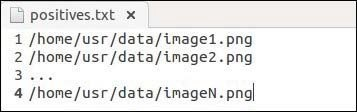 positives.txt ×
1 /home/usr/data/image1.png
2 /home/usr/data/image2.png
3 ...
4 /home/usr/data/imageN.png